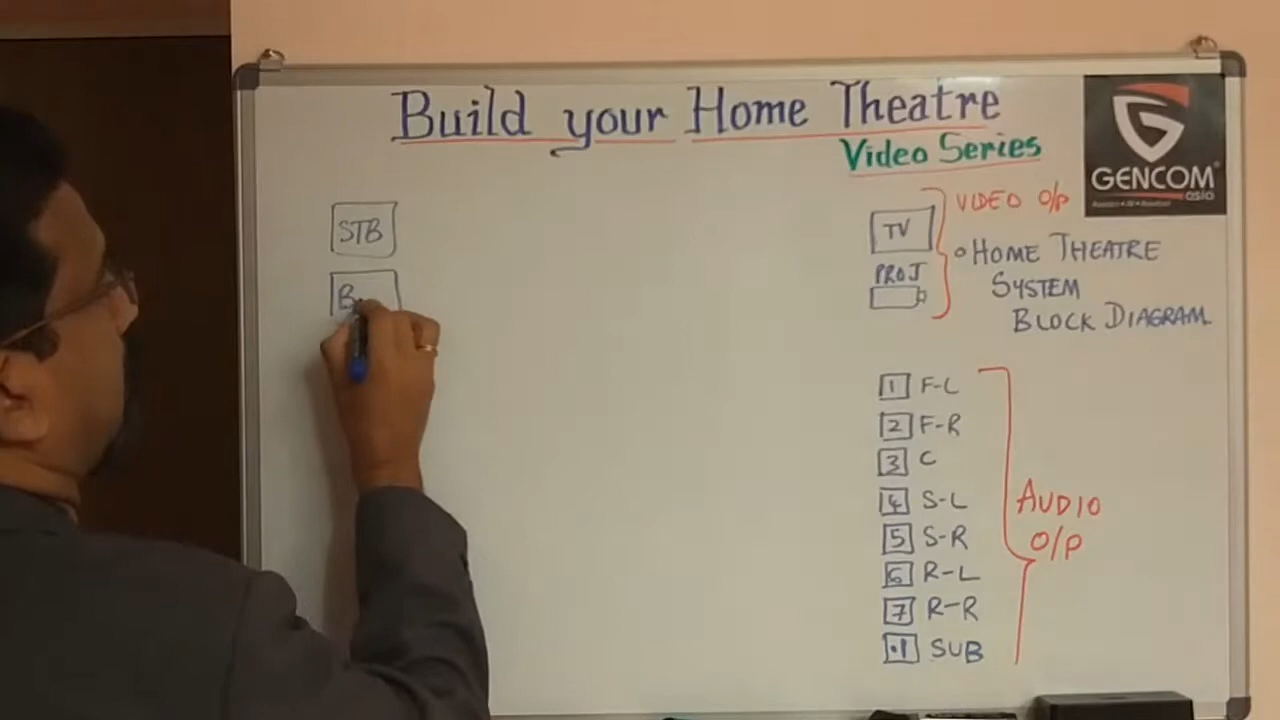 Build your Home Theatre
Video Series
GENCOM
asia
STB
B
TV
PROJ
VIDEO O/P
HOME THEATRE
SYSTEM
BLOCK DIAGRAM
1 F-L
2 F-R
3 C
4 S-L
5 S-R
6 R-L
7 R-R
.1 SUB
AUDIO
O/P